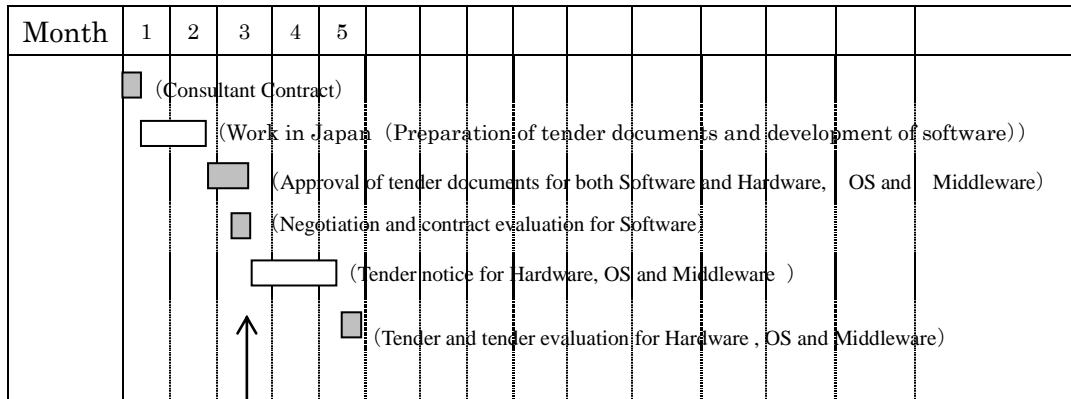 Month 1 2 3 4 5
(Consultant Contract)
(Work in Japan (Preparation of tender documents and development of software))
(Approval of tender documents for both Software and Hardware, OS and Middleware)
(Negotiation and contract evaluation for Software)
(Tender notice for Hardware, OS and Middleware )
(Tender and tender evaluation for Hardware , OS and Middleware)